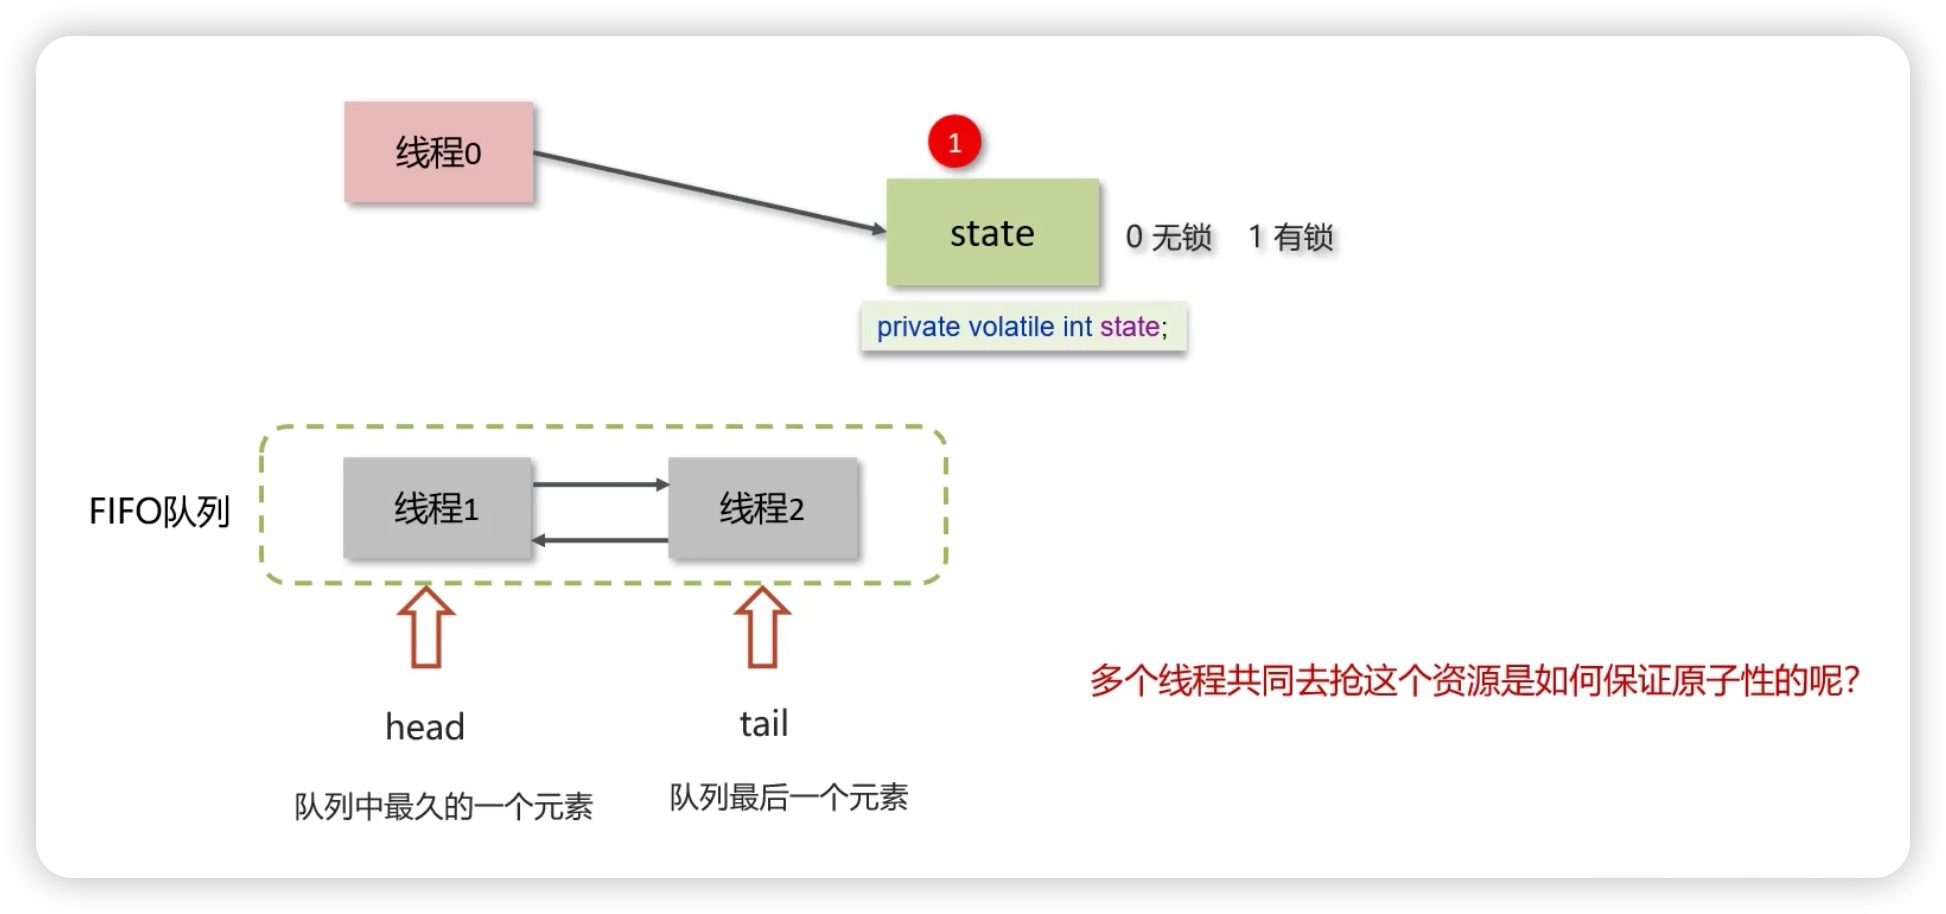 线程0
1
state
0 无锁 1 有锁
private volatile int state;
FIFO队列
线程1
线程2
head
tail
队列中最久的一个元素
队列最后一个元素
多个线程共同去抢这个资源是如何保证原子性的呢?